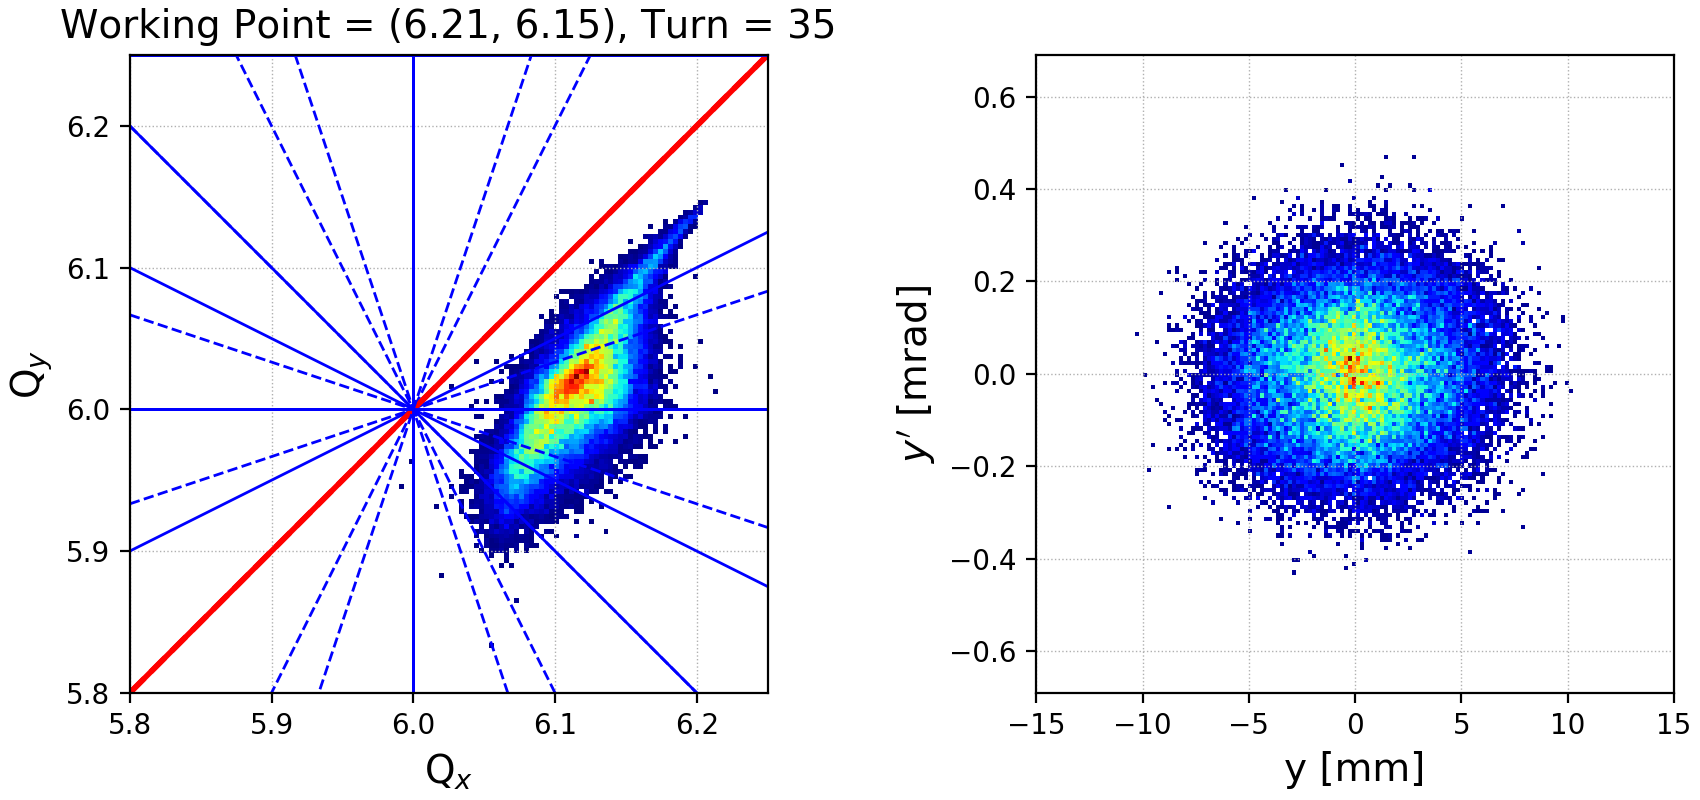 Working Point = (6.21, 6.15), Turn = 35
6.2
6.1
6.0
5.9
5.8
Q_y
5.8 5.9 6.0 6.1 6.2
Q_x
0.6
0.4
0.2
0.0
−0.2
−0.4
−0.6
y′ [mrad]
−15 −10 −5 0 5 10 15
y [mm]